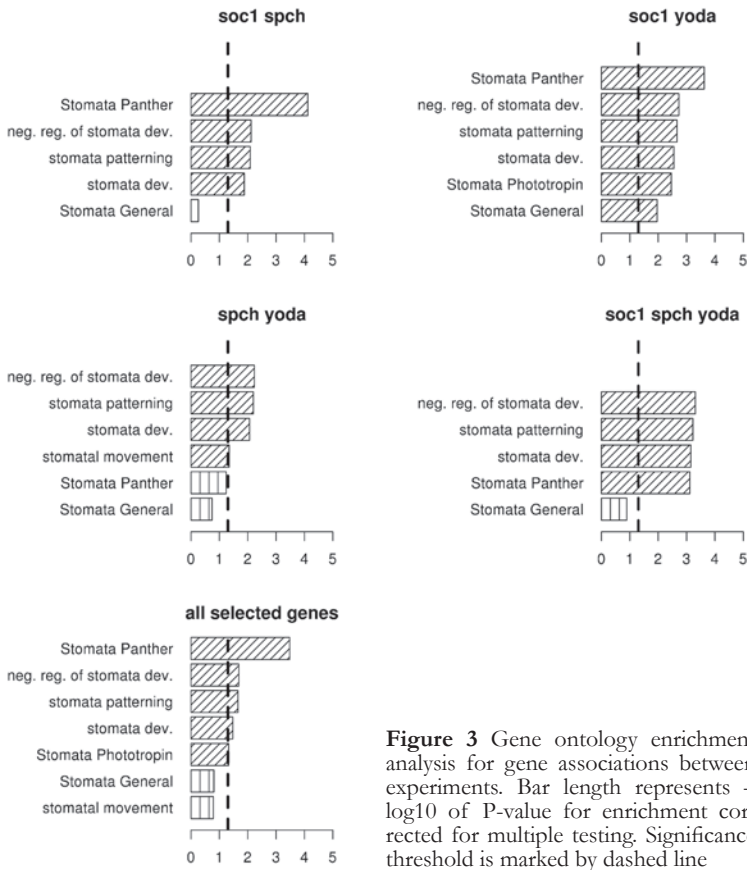 soc1 spch
Stomata Panther
neg. reg. of stomata dev.
stomata patterning
stomata dev.
Stomata General
0 1 2 3 4 5
soc1 yoda
Stomata Panther
neg. reg. of stomata dev.
stomata patterning
stomata dev.
Stomata Phototropin
Stomata General
0 1 2 3 4 5
spch yoda
neg. reg. of stomata dev.
stomata patterning
stomata dev.
stomatal movement
Stomata Panther
Stomata General
0 1 2 3 4 5
soc1 spch yoda
neg. reg. of stomata dev.
stomata patterning
stomata dev.
Stomata Panther
Stomata General
0 1 2 3 4 5
all selected genes
Stomata Panther
neg. reg. of stomata dev.
stomata patterning
stomata dev.
Stomata Phototropin
Stomata General
stomatal movement
0 1 2 3 4 5
Figure 3 Gene ontology enrichment
analysis for gene associations between
experiments. Bar length represents -
log10 of P-value for enrichment cor
rected for multiple testing. Significance
threshold is marked by dashed line